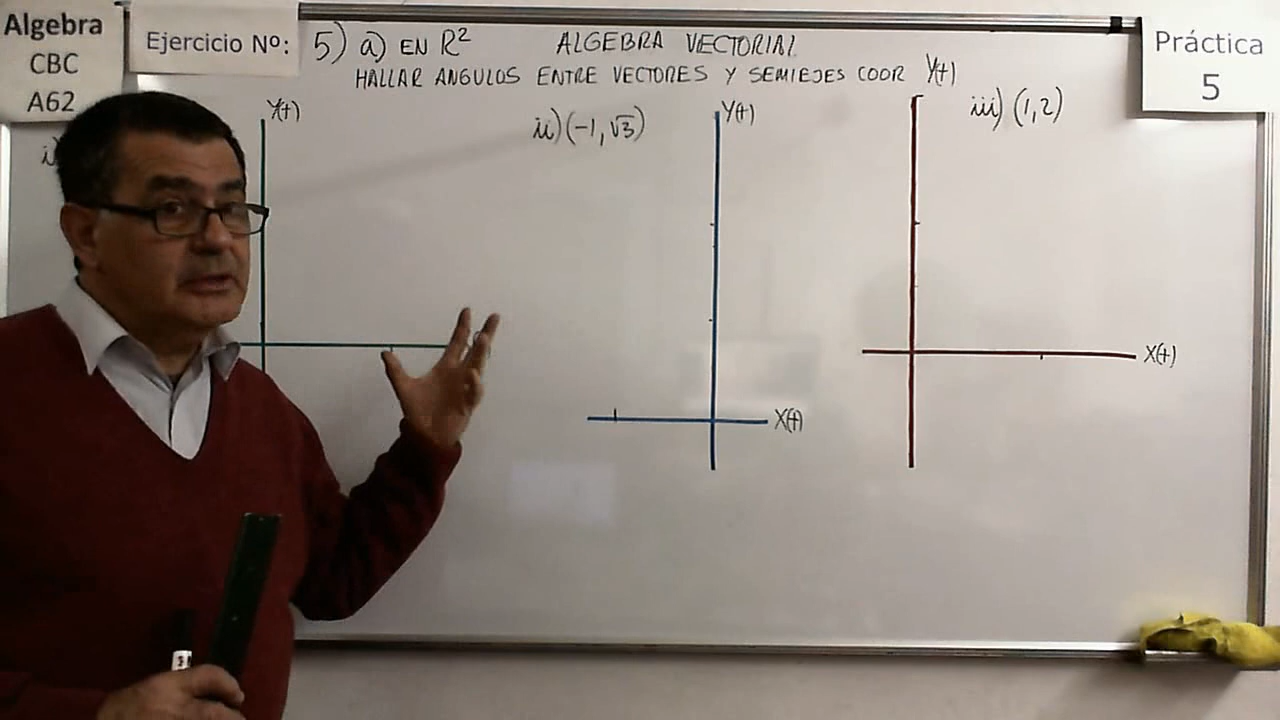 Algebra
CBC
A62
Ejercicio Nº:
5) a) EN R² ALGEBRA VECTORIAL
HALLAR ANGULOS ENTRE VECTORES Y SEMIEJES COOR
Práctica
5
i)
Y(+)
ii) (-1, √3)
Y(+)
X(+)
Y(+)
iii) (1, 2)
X(+)